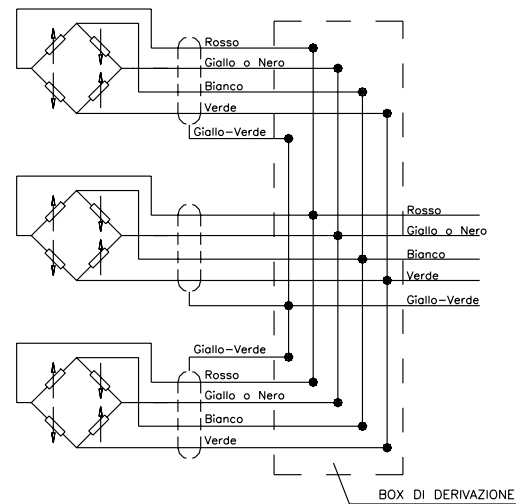 Rosso
Giallo o Nero
Bianco
Verde
Giallo-Verde
Rosso
Giallo o Nero
Bianco
Verde
Giallo-Verde
Giallo-Verde
Rosso
Giallo o Nero
Bianco
Verde
BOX DI DERIVAZIONE